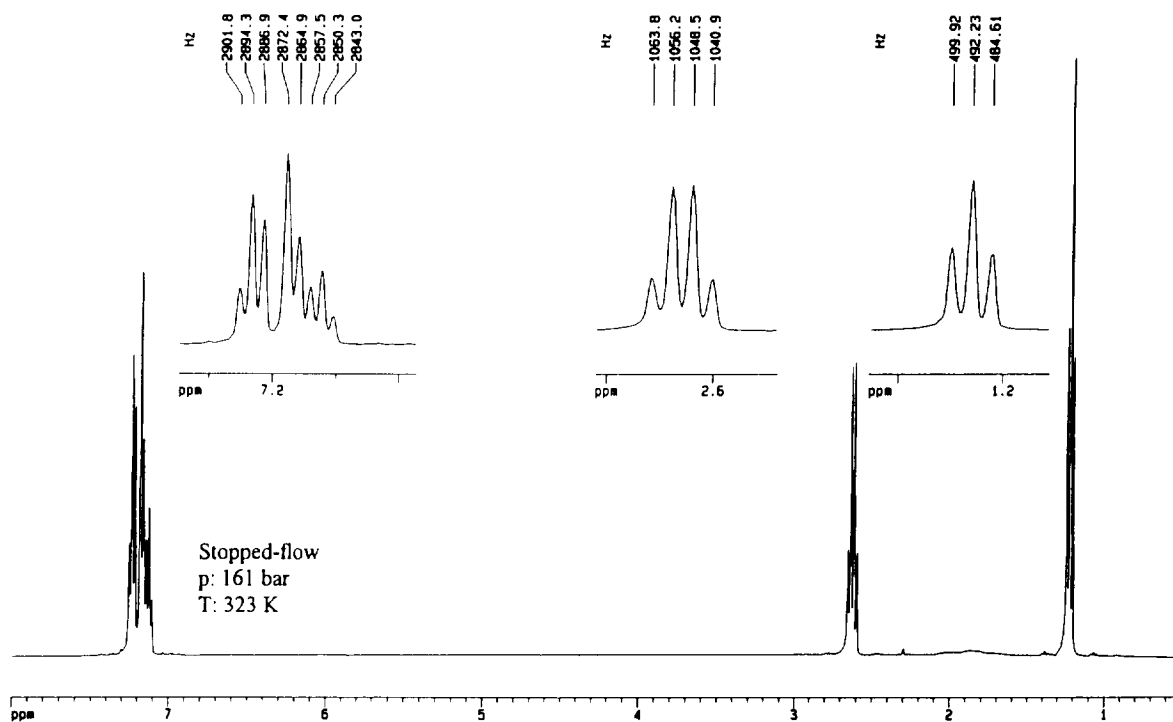 Hz
2901.8
2894.3
2886.9
2872.4
2864.9
2857.5
2850.3
2843.0
Hz
1063.8
1056.2
1048.5
1040.9
Hz
499.92
492.23
484.61
ppm 7.2
ppm 2.6
ppm 1.2
Stopped-flow
p: 161 bar
T: 323 K
ppm 7 6 5 4 3 2 1